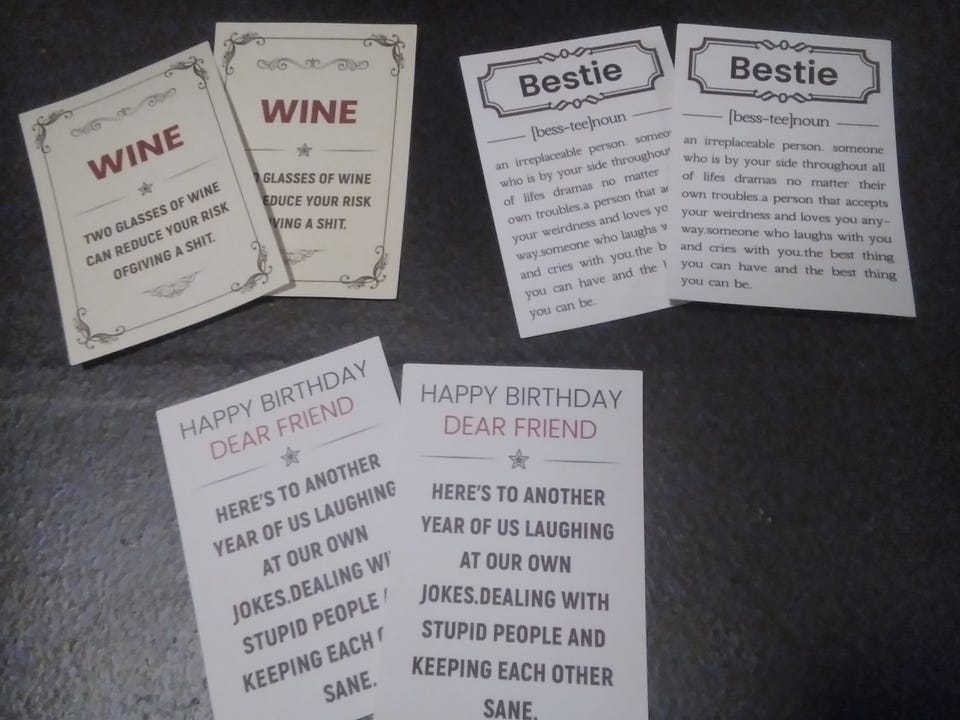 WINE
TWO GLASSES OF WINE
CAN REDUCE YOUR RISK
OFGIVING A SHIT.
WINE
GLASSES OF WINE
EDUCE YOUR RISK
VING A SHIT.
Bestie
[bess-tee]noun
an irreplaceable person. someo
who is by your side throughou
of lifes dramas no matter
own troubles.a person that ac
your weirdness and loves yo
way.someone who laughs w
and cries with you.the b
you can have and the
you can be.
Bestie
[bess-tee]noun
an irreplaceable person. someone
who is by your side throughout all
of lifes dramas no matter their
own troubles.a person that accepts
your weirdness and loves you any-
way.someone who laughs with you
and cries with you.the best thing
you can have and the best thing
you can be.
HAPPY BIRTHDAY
DEAR FRIEND
HERE'S TO ANOTHER
YEAR OF US LAUGHING
AT OUR OWN
JOKES.DEALING WI
STUPID PEOPLE
KEEPING EACH
SANE.
HAPPY BIRTHDAY
DEAR FRIEND
HERE'S TO ANOTHER
YEAR OF US LAUGHING
AT OUR OWN
JOKES.DEALING WITH
STUPID PEOPLE AND
KEEPING EACH OTHER
SANE.